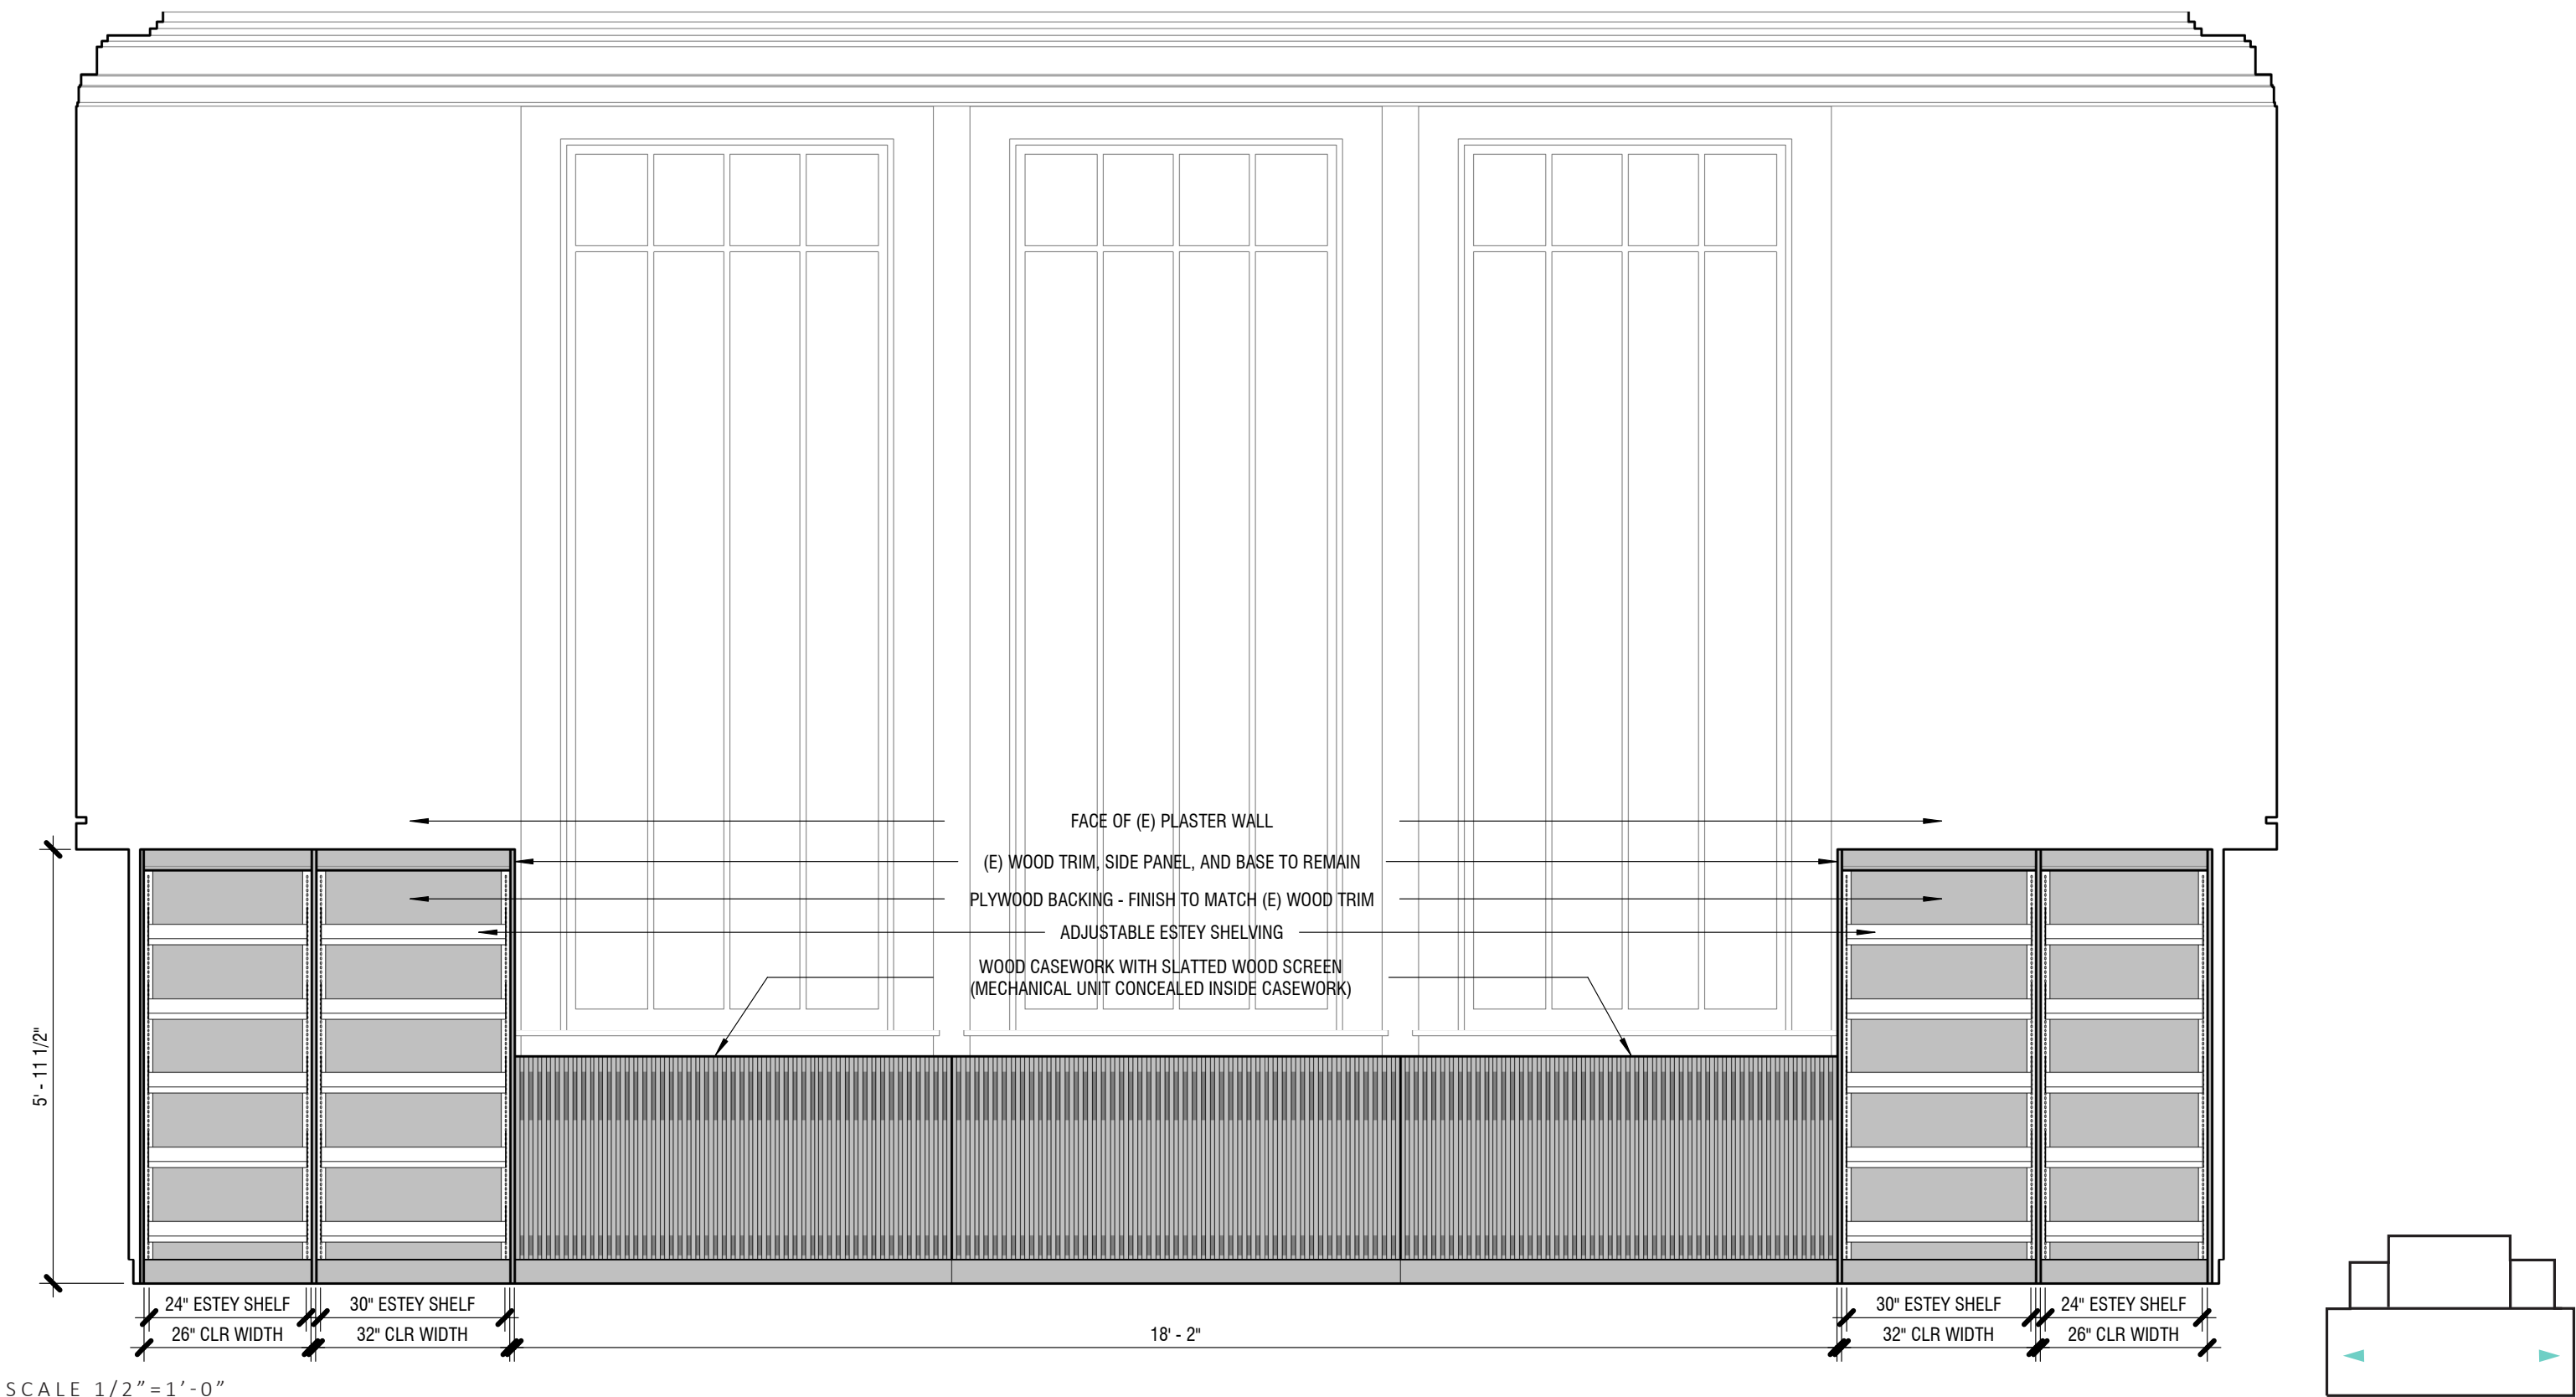 FACE OF (E) PLASTER WALL
(E) WOOD TRIM, SIDE PANEL, AND BASE TO REMAIN
PLYWOOD BACKING - FINISH TO MATCH (E) WOOD TRIM
ADJUSTABLE ESTEY SHELVING
WOOD CASEWORK WITH SLATTED WOOD SCREEN
(MECHANICAL UNIT CONCEALED INSIDE CASEWORK)
5' - 11 1/2"
24" ESTEY SHELF
30" ESTEY SHELF
30" ESTEY SHELF
24" ESTEY SHELF
26" CLR WIDTH
32" CLR WIDTH
18' - 2"
32" CLR WIDTH
26" CLR WIDTH
SCALE 1/2"=1'-0"